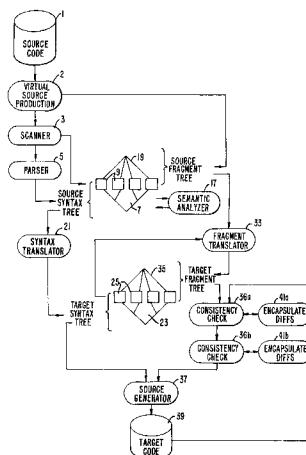 1
SOURCE
CODE
2
VIRTUAL
SOURCE
PRODUCTION
3
SCANNER
5
PARSER
19
9
7
SOURCE
SYNTAX
TREE
SOURCE
FRAGMENT
TREE
17
SEMANTIC
ANALYZER
21
SYNTAX
TRANSLATOR
33
FRAGMENT
TRANSLATOR
35
25
23
TARGET
SYNTAX
TREE
TARGET
FRAGMENT
TREE
36a
CONSISTENCY
CHECK
41a
ENCAPSULATE
DIFFS
36b
CONSISTENCY
CHECK
41b
ENCAPSULATE
DIFFS
37
SOURCE
GENERATOR
39
TARGET
CODE